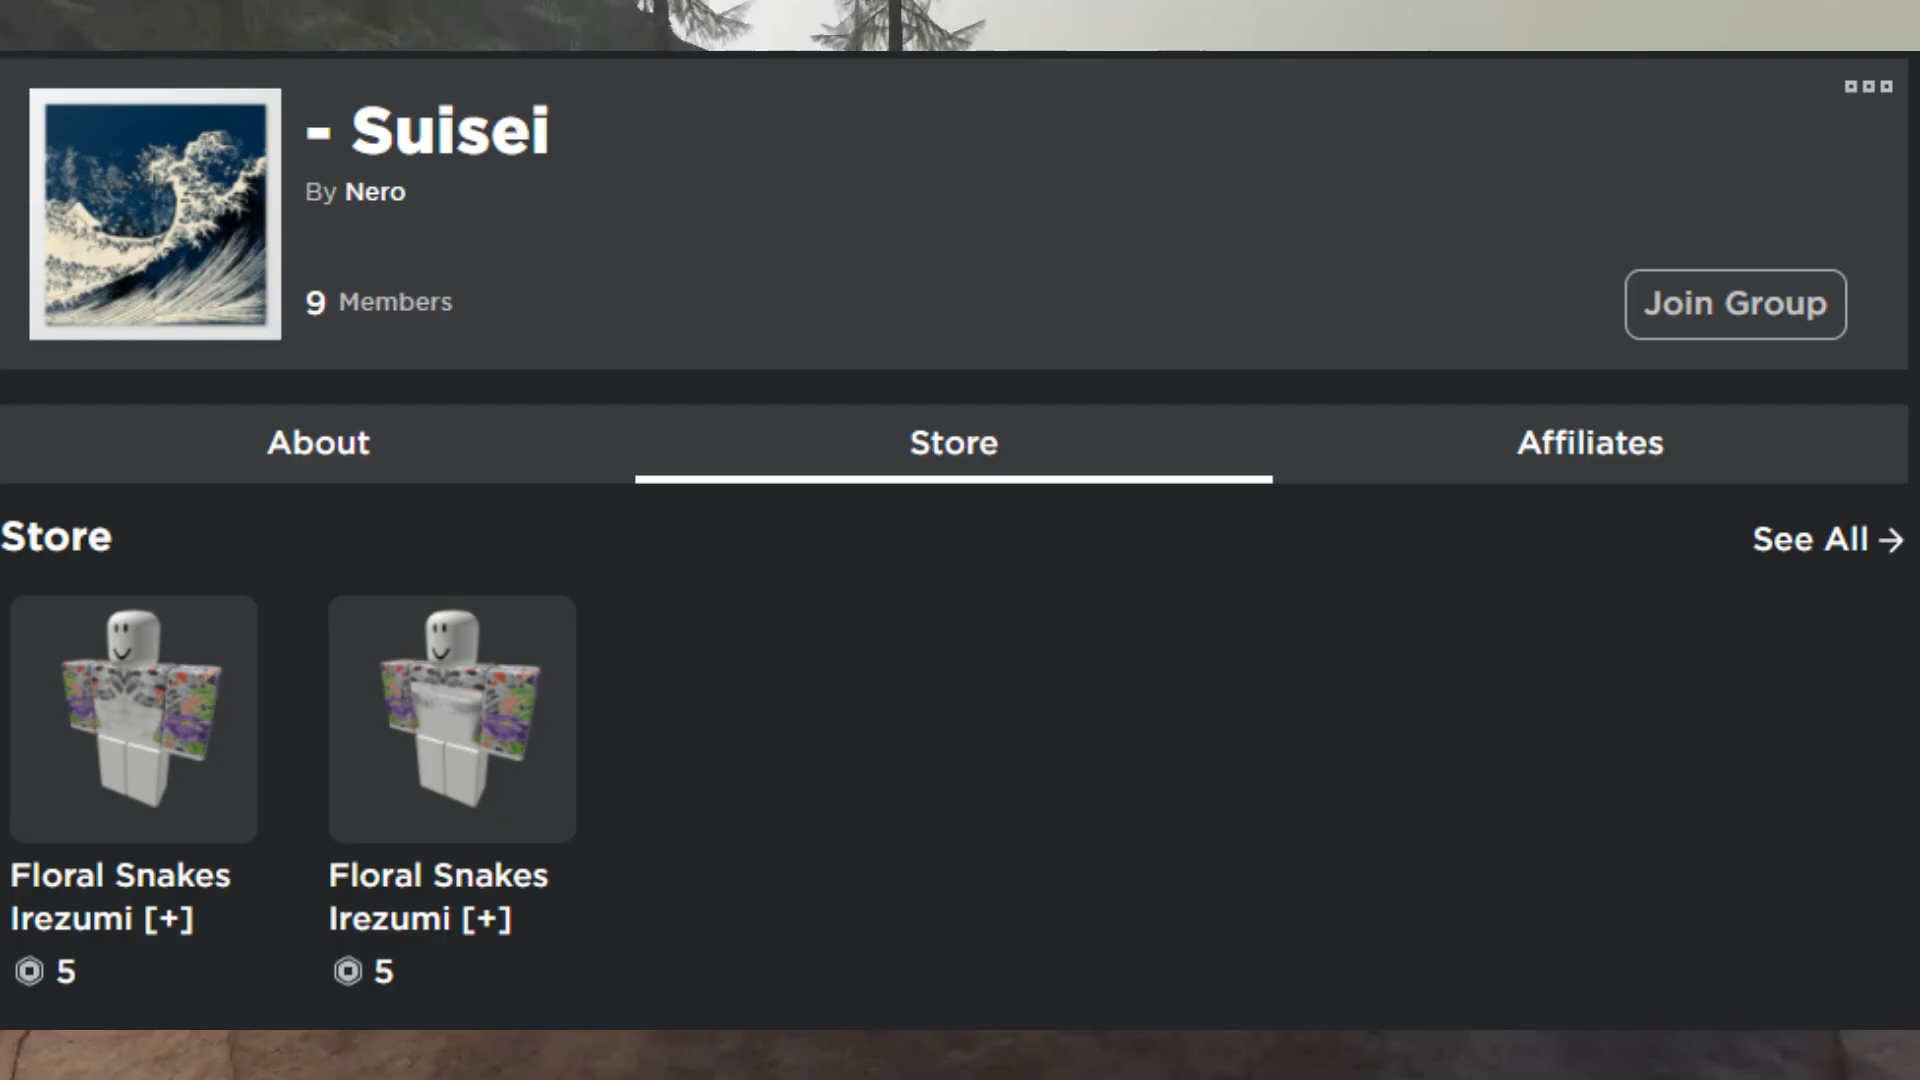 - Suisei
By Nero
9 Members
Join Group
About
Store
Affiliates
Store
See All
Floral Snakes
Irezumi [+]
5
Floral Snakes
Irezumi [+]
5